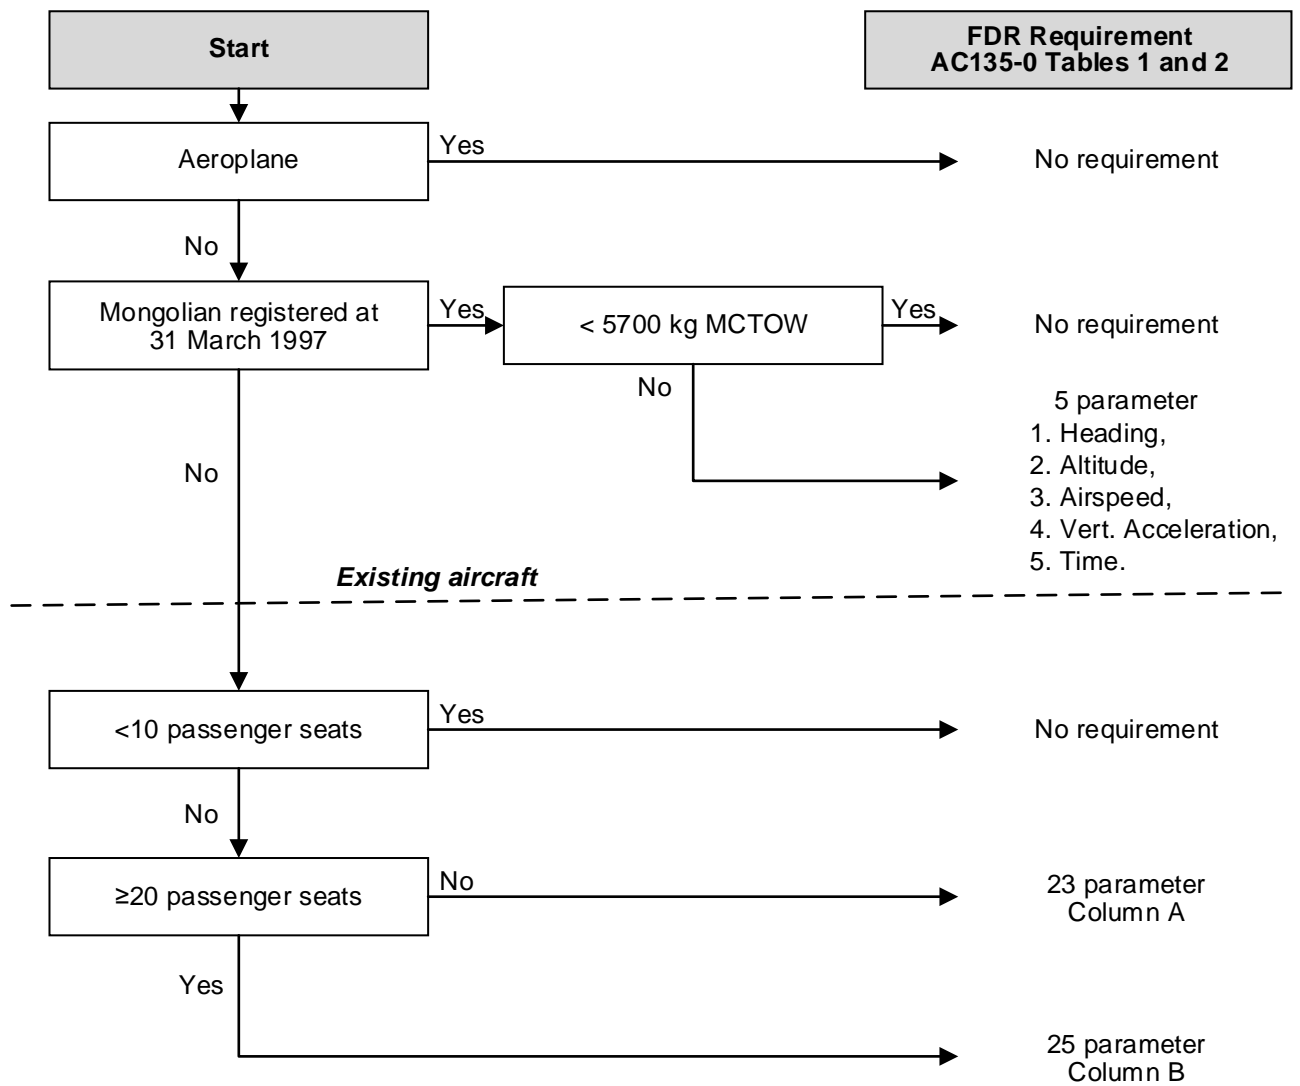 Start
FDR Requirement
AC135-0 Tables 1 and 2
Aeroplane
Yes
No requirement
No
Mongolian registered at
31 March 1997
Yes
< 5700 kg MCTOW
Yes
No requirement
No
5 parameter
1. Heading,
2. Altitude,
3. Airspeed,
4. Vert. Acceleration,
5. Time.
No
Existing aircraft
<10 passenger seats
Yes
No requirement
No
≥20 passenger seats
No
23 parameter
Column A
Yes
25 parameter
Column B